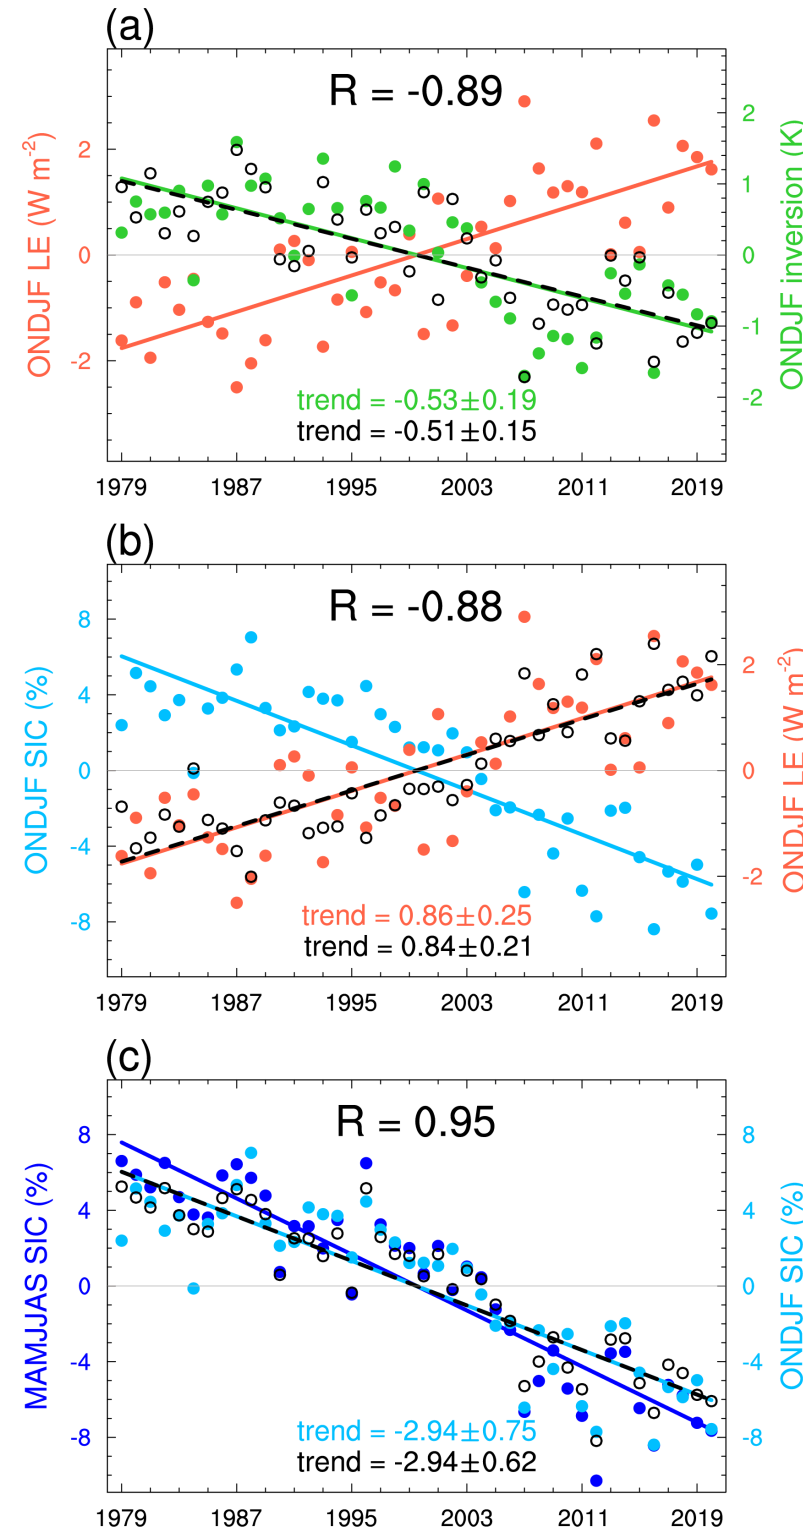 (a)
R = -0.89
ONDJF LE (W m-2)
2
0
-2
ONDJF inversion (K)
2
1
0
-1
-2
trend = -0.53±0.19
trend = -0.51±0.15
1979 1987 1995 2003 2011 2019
(b)
R = -0.88
ONDJF SIC (%)
8
4
0
-4
-8
ONDJF LE (W m-2)
2
0
-2
trend = 0.86±0.25
trend = 0.84±0.21
1979 1987 1995 2003 2011 2019
(c)
R = 0.95
MAMJJAS SIC (%)
8
4
0
-4
-8
ONDJF SIC (%)
8
4
0
-4
-8
trend = -2.94±0.75
trend = -2.94±0.62
1979 1987 1995 2003 2011 2019